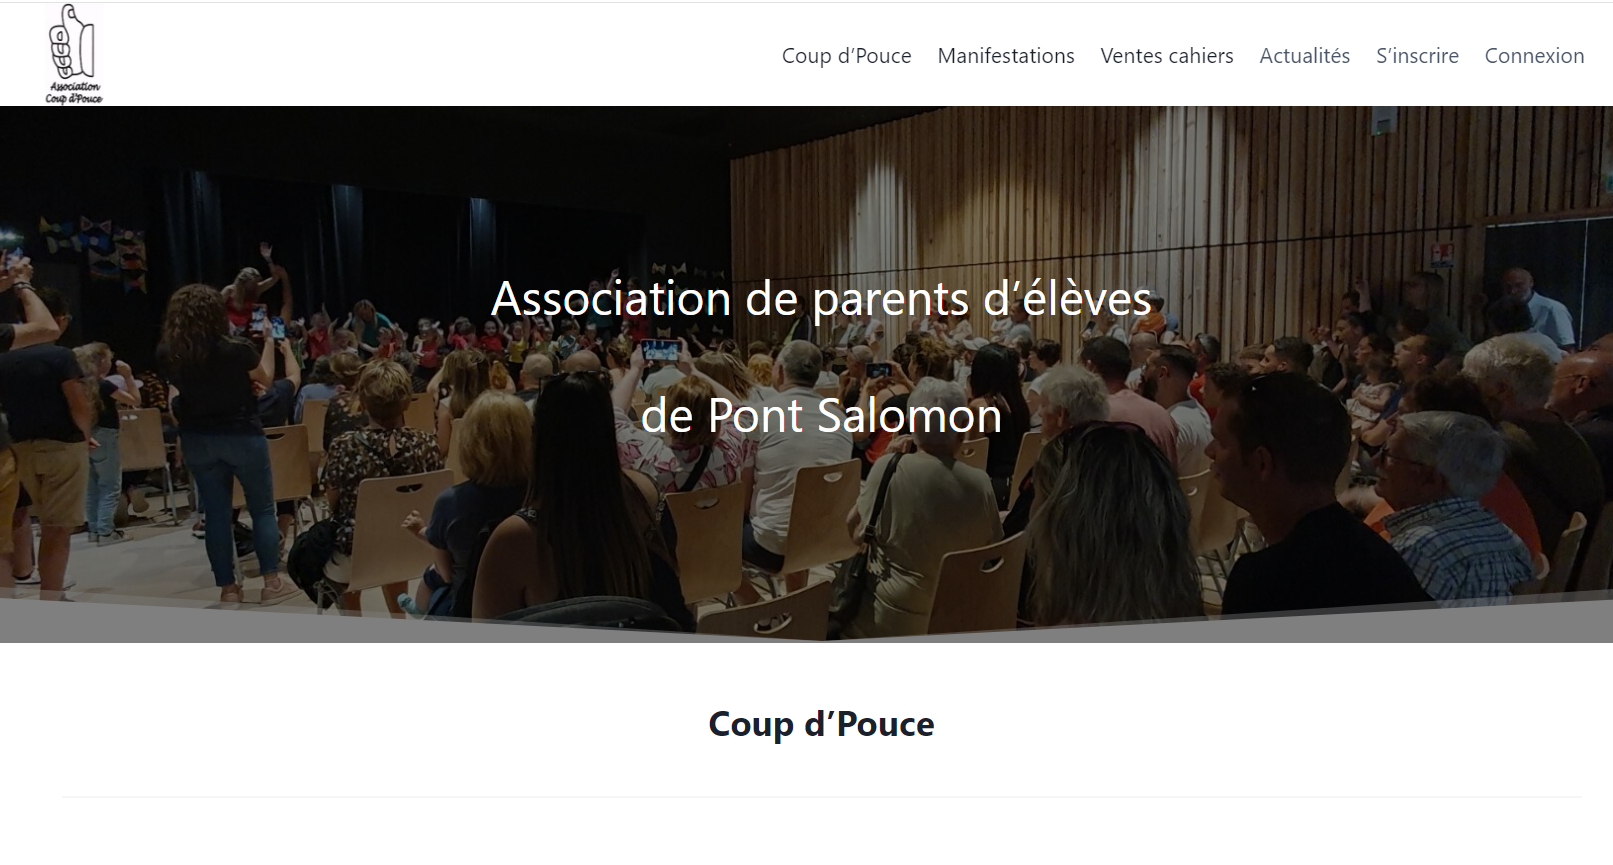 Association
Coup d'Pouce
Coup d’Pouce Manifestations Ventes cahiers Actualités S’inscrire Connexion
Association de parents d’élèves
de Pont Salomon
Coup d’Pouce